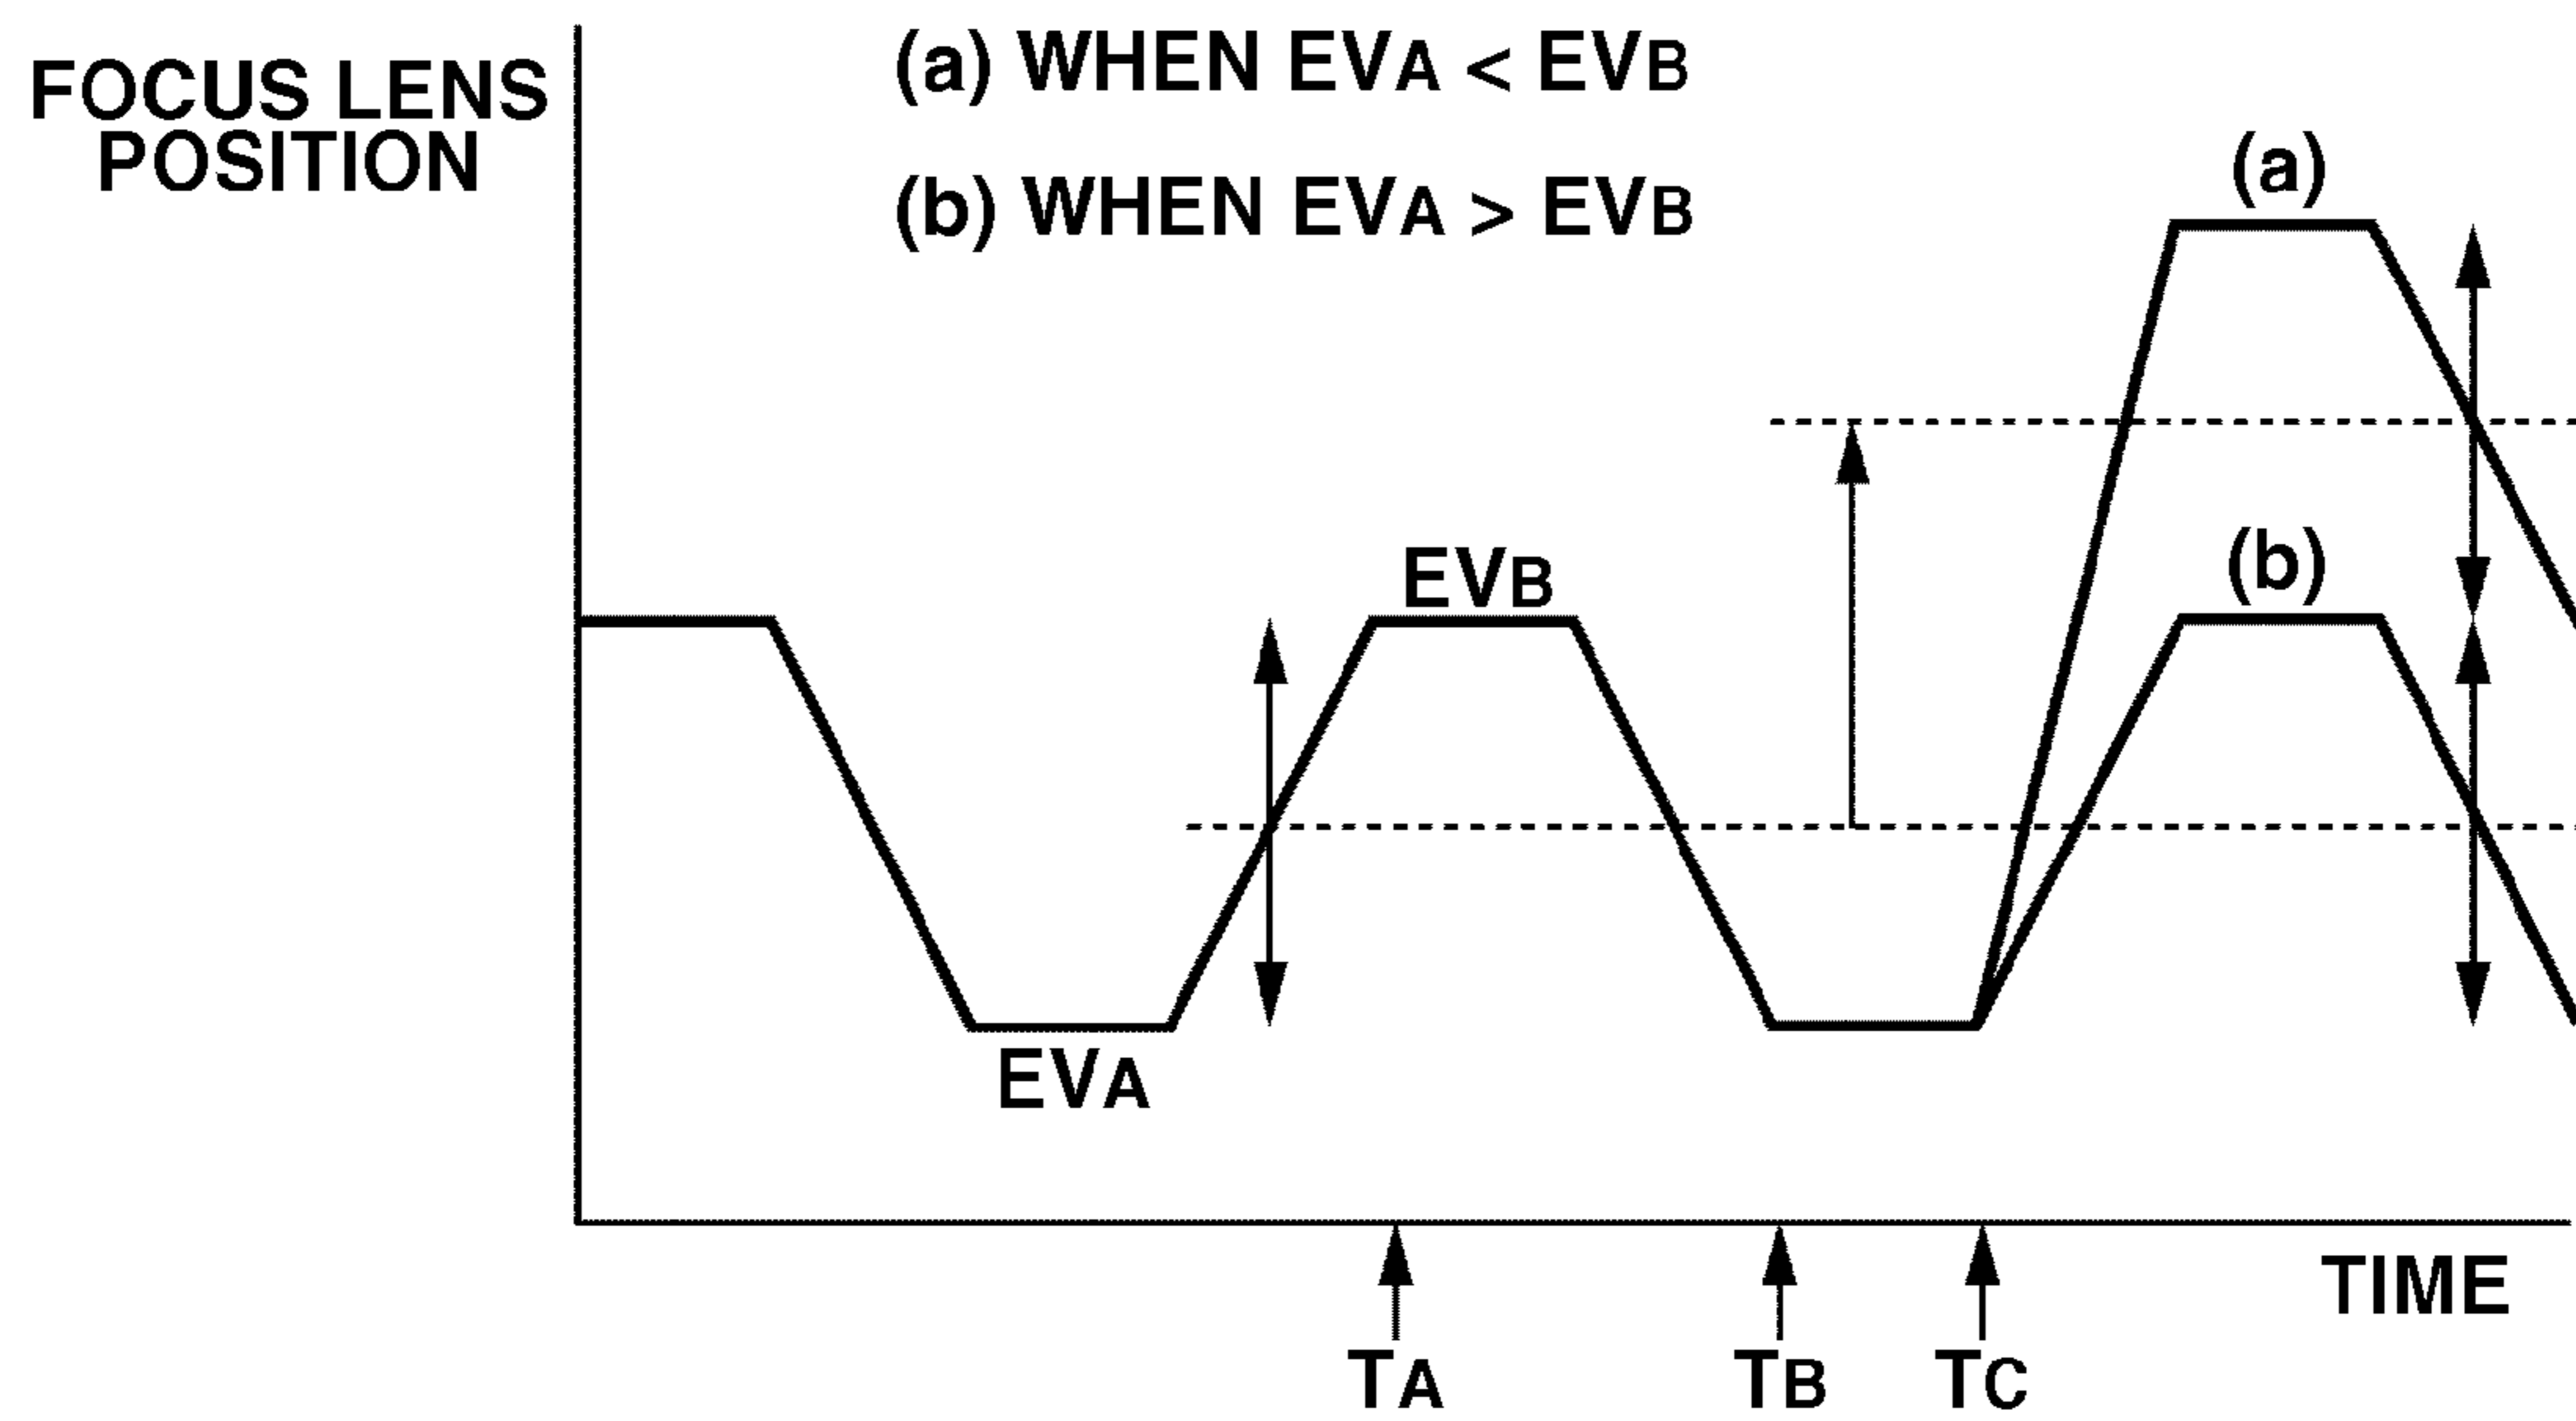 FOCUS LENS
POSITION
(a) WHEN EVA < EVB
(b) WHEN EVA > EVB
(a)
(b)
EVB
EVA
TIME
TA
TB
TC